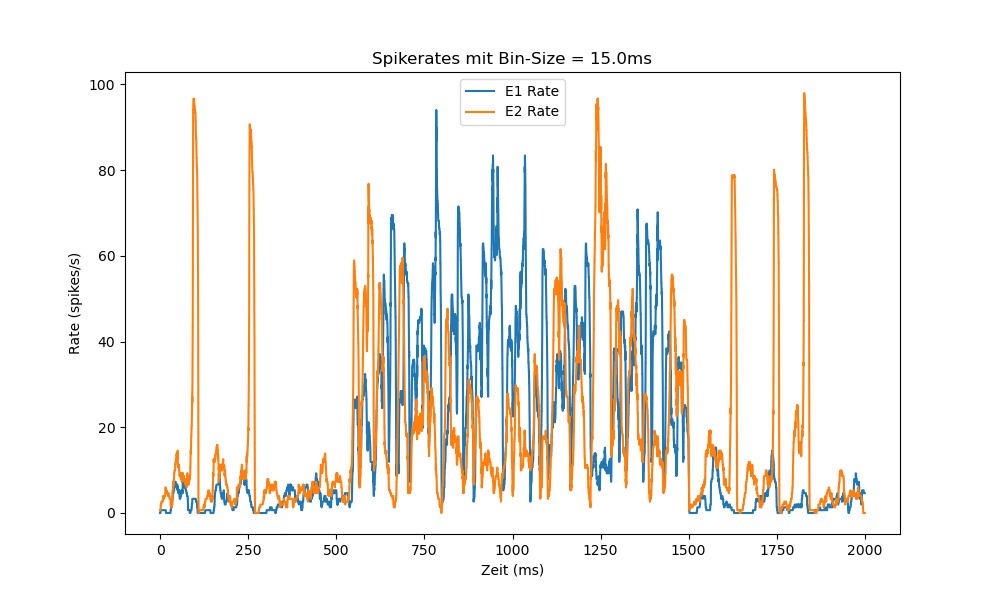 Spikerates mit Bin-Size = 15.0ms
E1 Rate
E2 Rate
Rate (spikes/s)
100
80
60
40
20
0
0 250 500 750 1000 1250 1500 1750 2000
Zeit (ms)